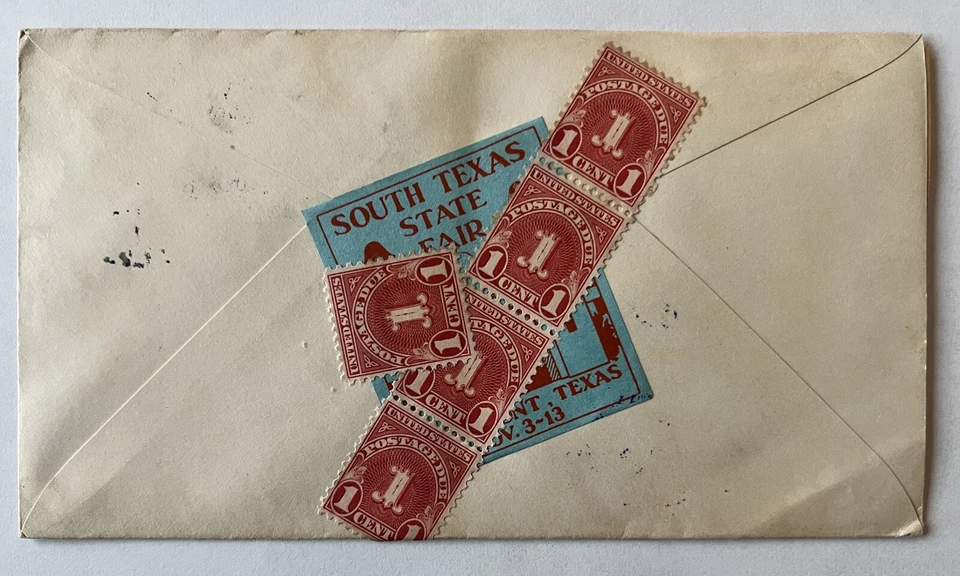 SOUTH TEXAS
STATE
FAIR
NT, TEXAS
V. 3-13
UNITED STATES
POSTAGE DUE
1
1 CENT 1
UNITED STATES
POSTAGE DUE
1
1 CENT 1
UNITED STATES
POSTAGE DUE
1
1 CENT 1
UNITED STATES
POSTAGE DUE
1
1 CENT 1
UNITED STATES
POSTAGE DUE
1
1 CENT 1